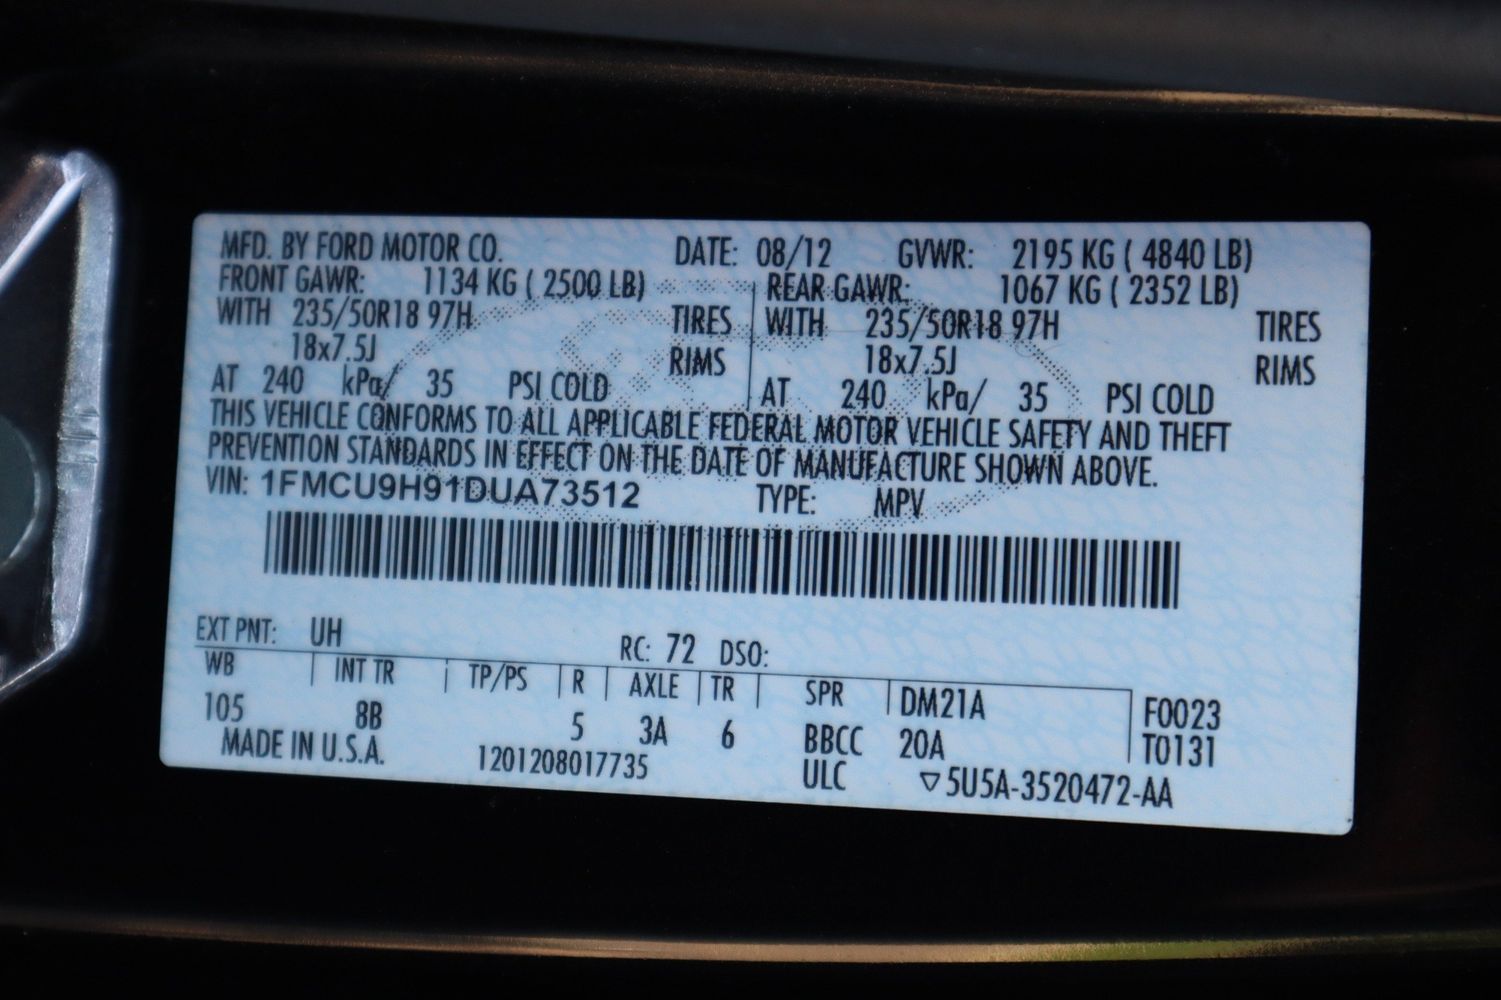 MFD. BY FORD MOTOR CO. DATE: 08/12 GVWR: 2195 KG ( 4840 LB)
FRONT GAWR: 1134 KG ( 2500 LB) REAR GAWR: 1067 KG ( 2352 LB)
WITH 235/50R18 97H TIRES WITH 235/50R18 97H TIRES
18x7.5J RIMS 18x7.5J RIMS
AT 240 kPa/ 35 PSI COLD AT 240 kPa/ 35 PSI COLD
THIS VEHICLE CONFORMS TO ALL APPLICABLE FEDERAL MOTOR VEHICLE SAFETY AND THEFT
PREVENTION STANDARDS IN EFFECT ON THE DATE OF MANUFACTURE SHOWN ABOVE.
VIN: 1FMCU9H91DUA73512 TYPE: MPV
EXT PNT: UH RC: 72 DSO:
WB INT TR TP/PS R AXLE TR SPR DM21A F0023
105 8B 5 3A 6 BBCC 20A T0131
MADE IN U.S.A. 1201208017735 ULC ▽5U5A-3520472-AA